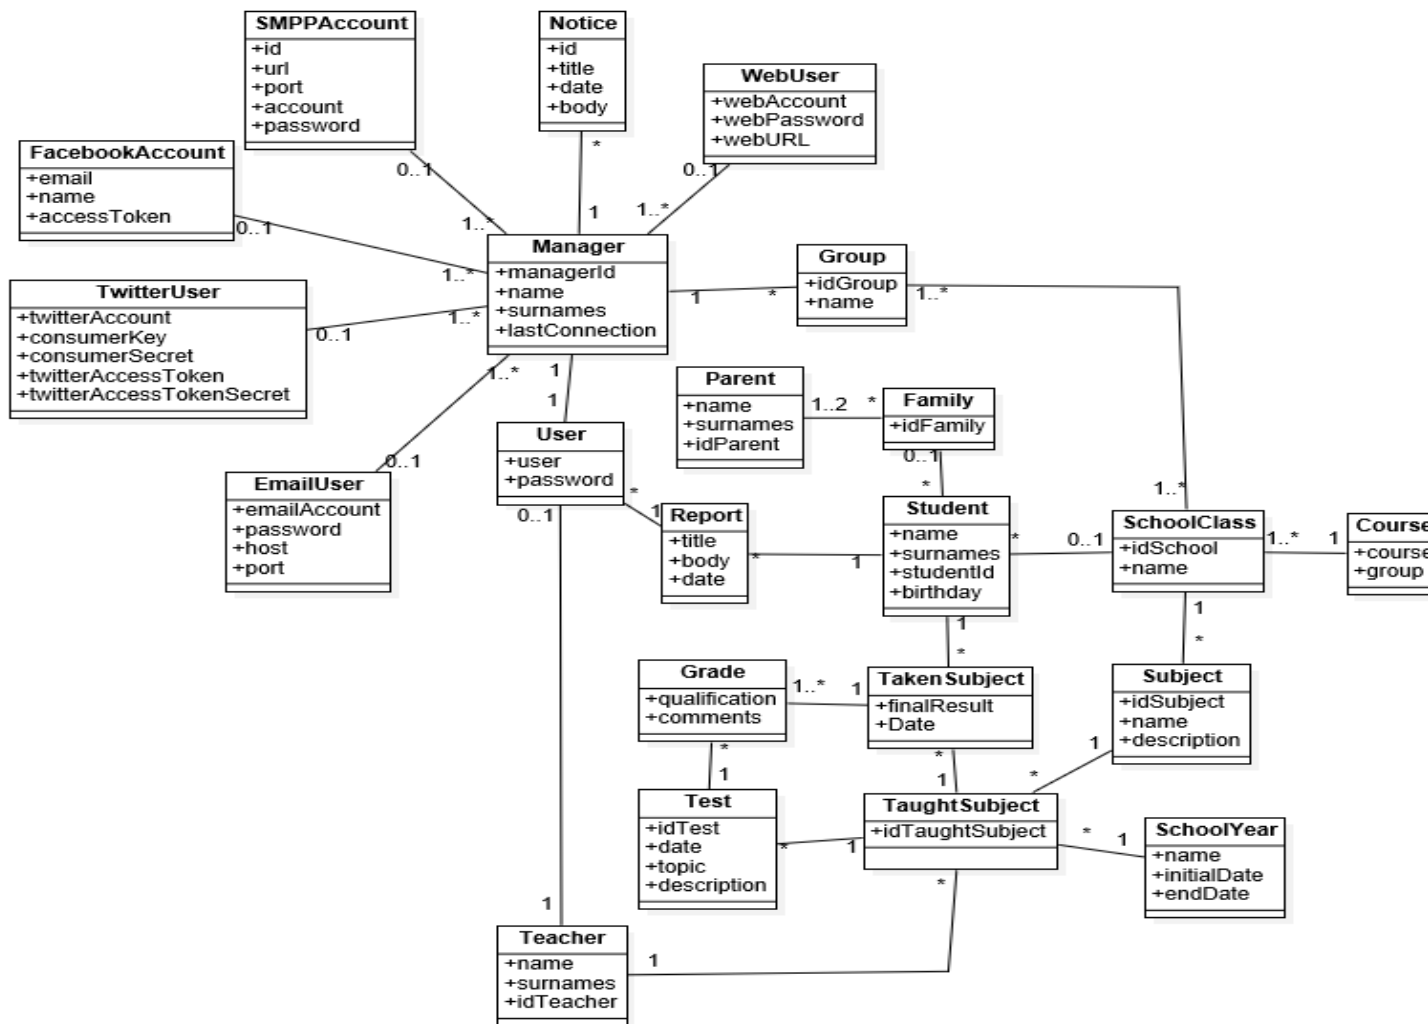 SMPPAccount
+id
+url
+port
+account
+password
Notice
+id
+title
+date
+body
WebUser
+webAccount
+webPassword
+webURL
FacebookAccount
+email
+name
+accessToken
0..1
*
0..1
0..1
1..*
1
1..*
1..*
Manager
+managerId
+name
+surnames
+lastConnection
Group
+idGroup
+name
1
*
1..*
TwitterUser
+twitterAccount
+consumerKey
+consumerSecret
+twitterAccessToken
+twitterAccessTokenSecret
1..*
0..1
1..*
1
1
0..1
Parent
+name
+surnames
+idParent
1..2
*
Family
+idFamily
0..1
*
User
+user
+password
*
1
0..1
EmailUser
+emailAccount
+password
+host
+port
Report
+title
+body
+date
*
1
Student
+name
+surnames
+studentId
+birthday
*
0..1
1..*
SchoolClass
+idSchool
+name
1..*
1
Course
+course
+group
1
*
1
*
Grade
+qualification
+comments
1..*
1
TakenSubject
+finalResult
+Date
Subject
+idSubject
+name
+description
*
1
*
1
1
*
Test
+idTest
+date
+topic
+description
*
1
TaughtSubject
+idTaughtSubject
*
1
SchoolYear
+name
+initialDate
+endDate
*
1
Teacher
+name
+surnames
+idTeacher
1